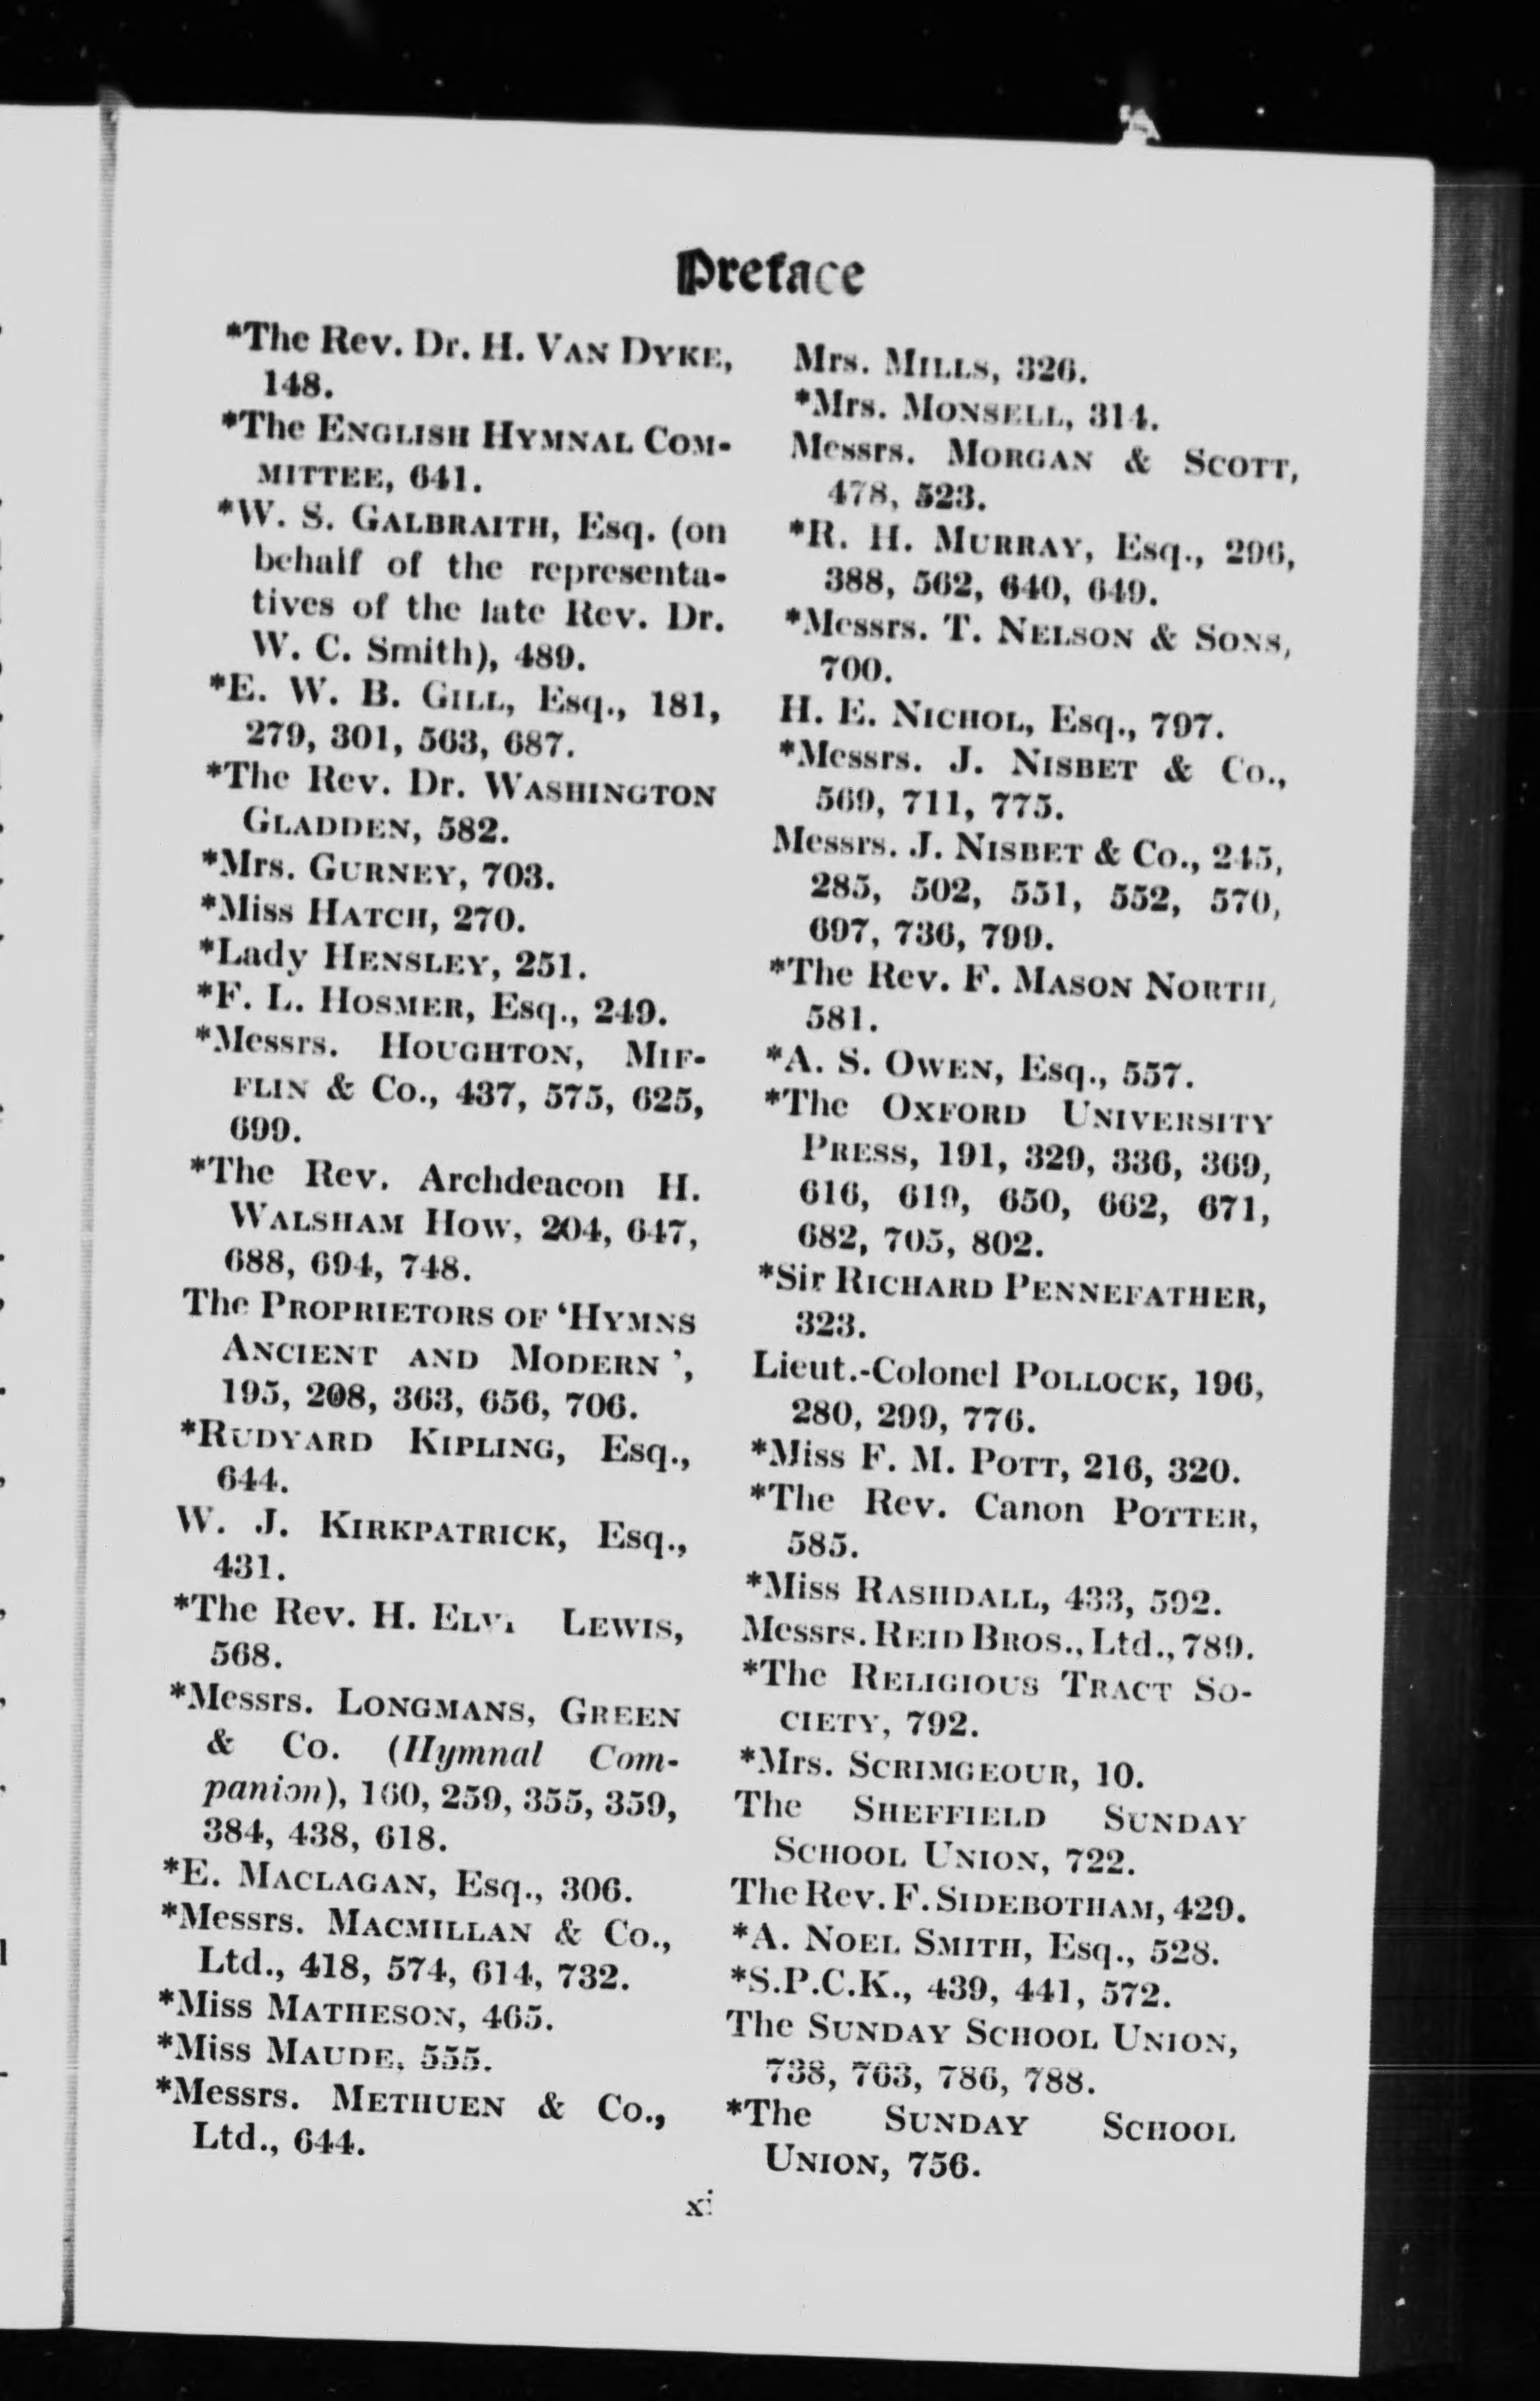 Preface
*The Rev. Dr. H. VAN DYKE,
148.
*The ENGLISH HYMNAL COM-
MITTEE, 641.
*W. S. GALBRAITH, Esq. (on
behalf of the representa-
tives of the late Rev. Dr.
W. C. Smith), 489.
*E. W. B. GILL, Esq., 181,
279, 301, 563, 687.
*The Rev. Dr. WASHINGTON
GLADDEN, 582.
*Mrs. GURNEY, 703.
*Miss HATCH, 270.
*Lady HENSLEY, 251.
*F. L. HOSMER, Esq., 249.
*Messrs. HOUGHTON, MIF-
FLIN & Co., 437, 575, 625,
699.
*The Rev. Archdeacon H.
WALSHAM HOW, 204, 647,
688, 694, 748.
The PROPRIETORS OF ‘HYMNS
ANCIENT AND MODERN’,
195, 208, 363, 656, 706.
*RUDYARD KIPLING, Esq.,
644.
W. J. KIRKPATRICK, Esq.,
431.
*The Rev. H. LEWIS,
568.
*Messrs. LONGMANS, GREEN
& Co. (Hymnal Com-
panion), 160, 259, 355, 359,
384, 438, 618.
*E. MACLAGAN, Esq., 306.
*Messrs. MACMILLAN & Co.,
Ltd., 418, 574, 614, 732.
*Miss MATHESON, 465.
*Miss MAUDE, 555.
*Messrs. METHUEN & Co.,
Ltd., 644.
Mrs. MILLS, 326.
*Mrs. MONSELL, 314.
Messrs. MORGAN & SCOTT,
478, 523.
*R. H. MURRAY, Esq., 296,
388, 562, 640, 649.
*Messrs. T. NELSON & SONS,
700.
H. E. NICHOL, Esq., 797.
*Messrs. J. NISBET & Co.,
569, 711, 775.
Messrs. J. NISBET & Co., 245,
285, 502, 551, 552, 570,
697, 736, 799.
*The Rev. F. MASON NORTH,
581.
*A. S. OWEN, Esq., 557.
*The OXFORD UNIVERSITY
PRESS, 191, 329, 336, 369,
616, 619, 650, 662, 671,
682, 705, 802.
*Sir RICHARD PENNEFATHER,
323.
Lieut.-Colonel POLLOCK, 196,
280, 299, 776.
*Miss F. M. POTT, 216, 320.
*The Rev. Canon POTTER,
585.
*Miss RASHDALL, 433, 592.
Messrs. REID BROS., Ltd., 789.
*The RELIGIOUS TRACT SO-
CIETY, 792.
*Mrs. SCRIMGEOUR, 10.
The SHEFFIELD SUNDAY
SCHOOL UNION, 722.
The Rev. F. SIDEBOTHAM, 429.
*A. NOEL SMITH, Esq., 528.
*S.P.C.K., 439, 441, 572.
The SUNDAY SCHOOL UNION,
738, 763, 786, 788.
*The SUNDAY SCHOOL
UNION, 756.
xi